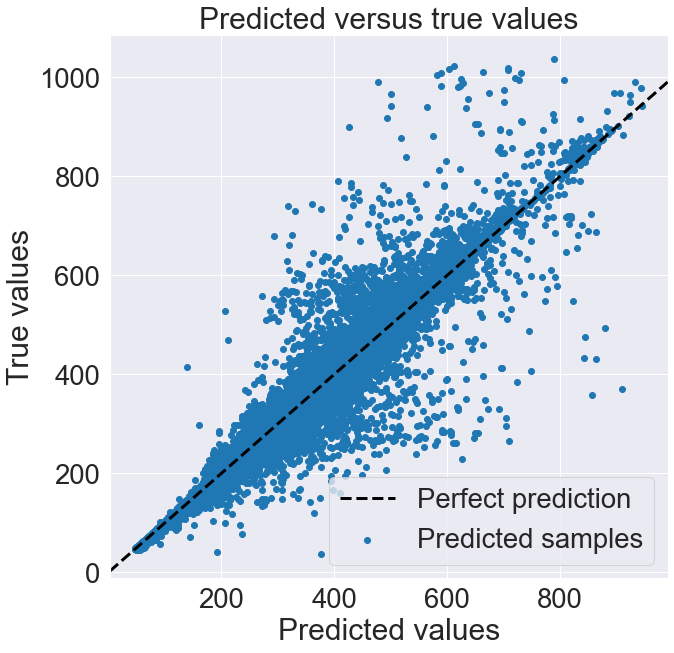 Predicted versus true values
1000
800
600
400
200
0
True values
Perfect prediction
Predicted samples
200 400 600 800
Predicted values